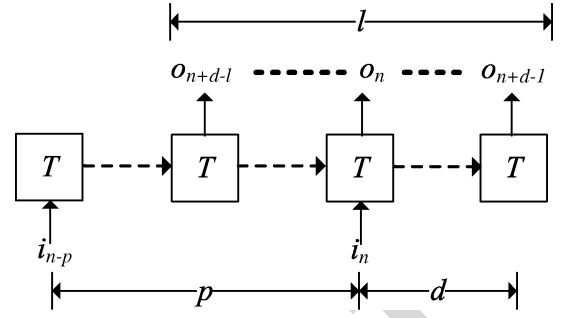 l
o_{n+d-l} o_n o_{n+d-1}
T T T T
i_{n-p} i_n
p d